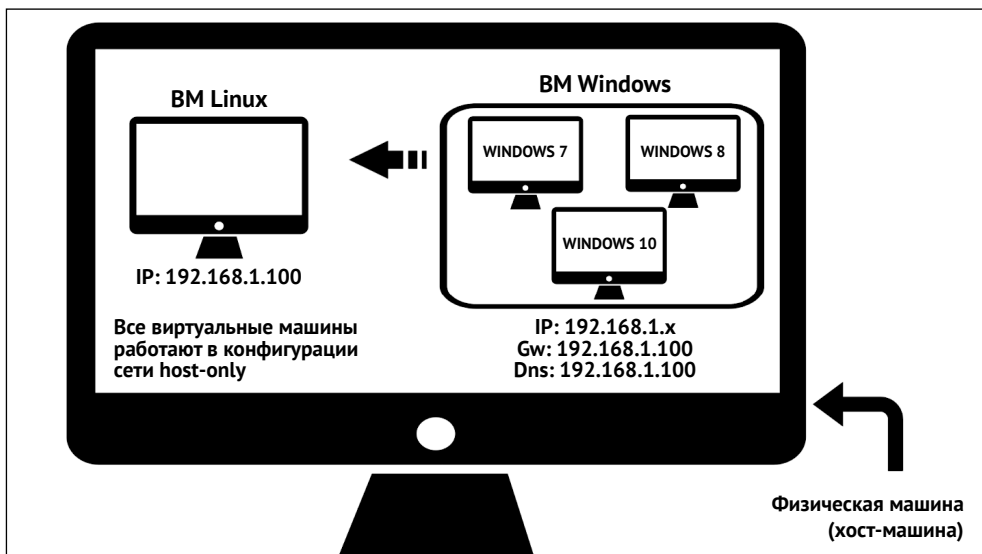 ВМ Linux
IP: 192.168.1.100
Все виртуальные машины
работают в конфигурации
сети host-only
ВМ Windows
WINDOWS 7
WINDOWS 8
WINDOWS 10
IP: 192.168.1.x
Gw: 192.168.1.100
Dns: 192.168.1.100
Физическая машина
(хост-машина)